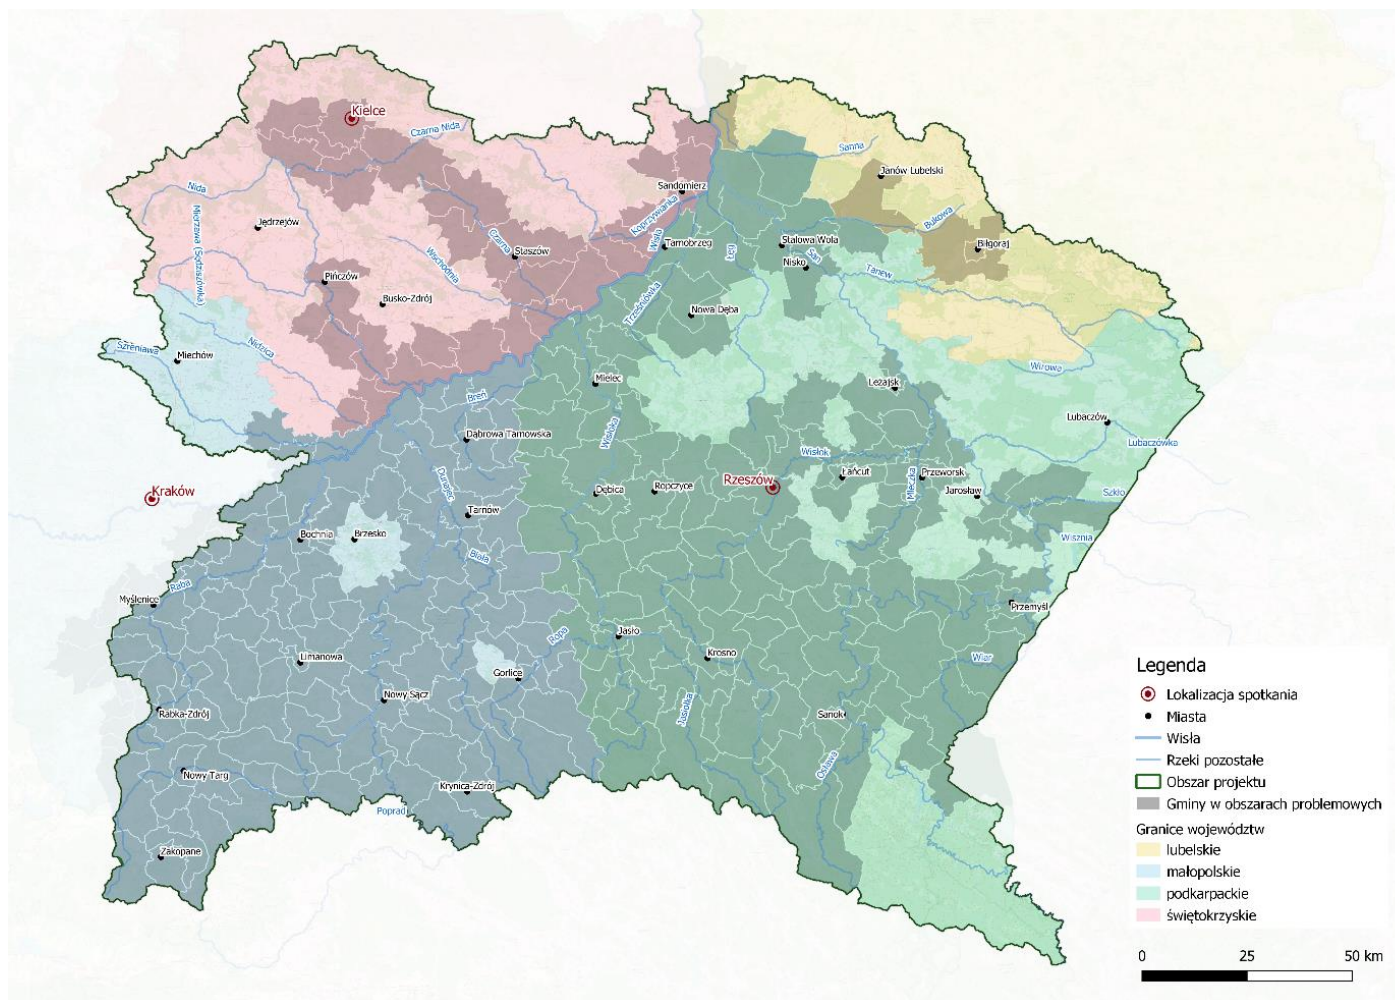 Kielce
Czarna Nida
Sanna
Janów Lubelski
Nida
Sandomierz
Koprzywianka
Bukowa
Mierzawa (Sędziszówka)
Jędrzejów
Czarna
Wisła
Tarnobrzeg
Łęg
Stalowa Wola
San
Nisko
Biłgoraj
Staszów
Wschodnia
Pińczów
Busko-Zdrój
Tanew
Trześniówka
Nowa Dęba
Szreniawa
Miechów
Nidzica
Wirowa
Mielec
Leżajsk
Breń
Lubaczów
Lubaczówka
Dąbrowa Tarnowska
Wisłoka
Wisłok
Kraków
Dunajec
Dębica
Ropczyce
Rzeszów
Łańcut
Mleczka
Przeworsk
Jarosław
Szkło
Tarnów
Bochnia
Brzesko
Wisznia
Biała
Raba
Myślenice
Przemyśl
Jasło
Ropa
Limanowa
Krosno
Wiar
Gorlice
Nowy Sącz
Jasiołka
Rabka-Zdrój
Sanok
Osława
Nowy Targ
Krynica-Zdrój
Poprad
Zakopane
Legenda
Lokalizacja spotkania
Miasta
Wisła
Rzeki pozostałe
Obszar projektu
Gminy w obszarach problemowych
Granice województw
lubelskie
małopolskie
podkarpackie
świętokrzyskie
0 25 50 km